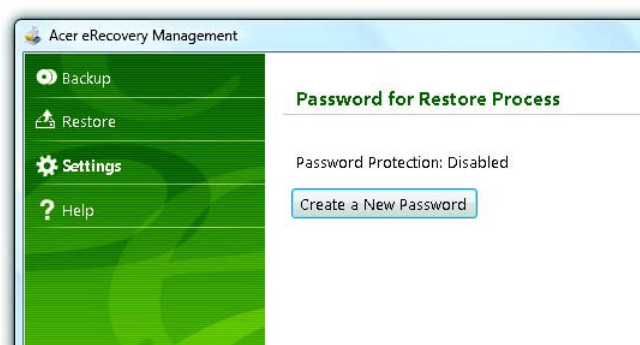 Acer eRecovery Management
Backup
Restore
Settings
? Help
Password for Restore Process
Password Protection: Disabled
Create a New Password